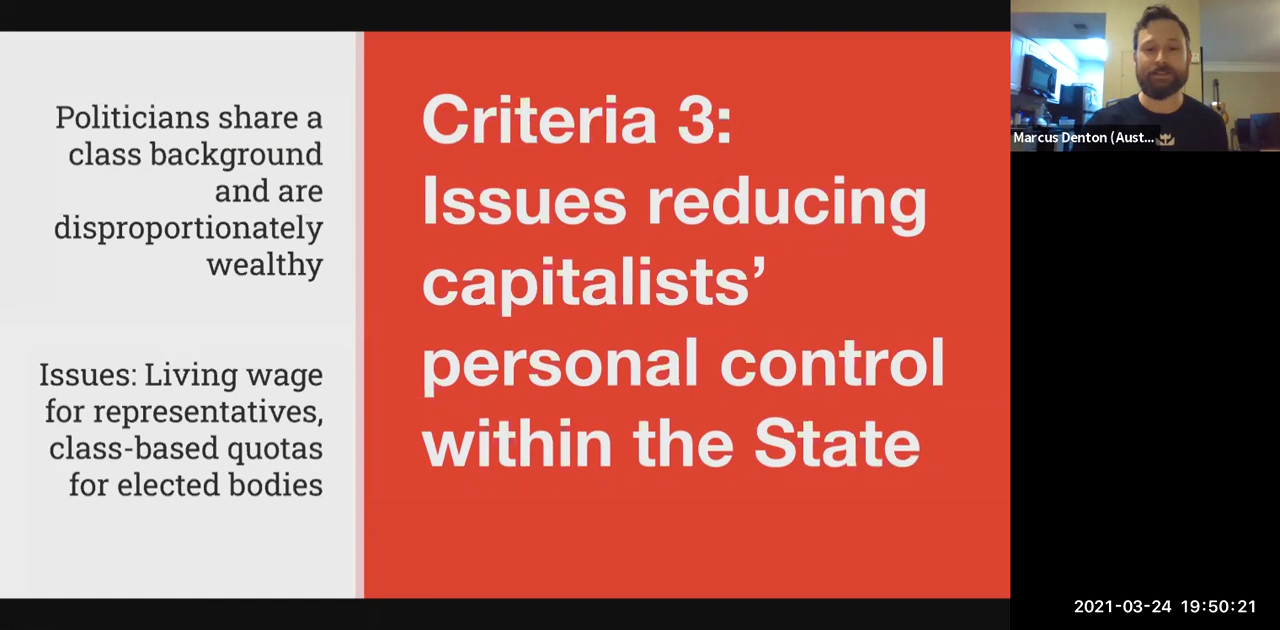 Politicians share a
class background
and are
disproportionately
wealthy
Issues: Living wage
for representatives,
class-based quotas
for elected bodies
Criteria 3:
Issues reducing
capitalists’
personal control
within the State
Marcus Denton (Aust...
2021-03-24 19:50:21